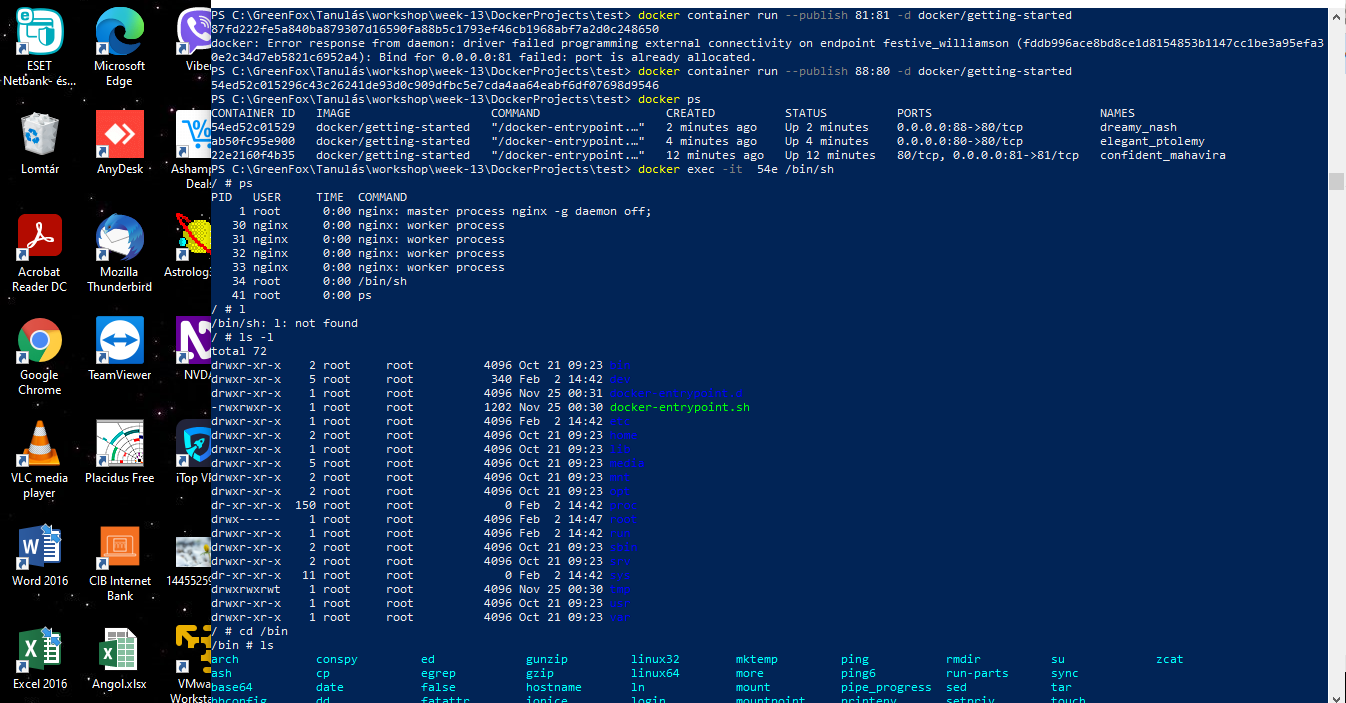 ESET
Netbank- és...
Microsoft
Edge
Viber
Lomtár
AnyDesk
Ashamp
Deals
Acrobat
Reader DC
Mozilla
Thunderbird
Astrolog
Google
Chrome
TeamViewer
NVDA
VLC media
player
Placidus Free
iTop VP
Word 2016
CIB Internet
Bank
14455259
Excel 2016
Angol.xlsx
VMwa
Worksta
PS C:\GreenFox\Tanulás\workshop\week-13\DockerProjects\test> docker container run --publish 81:81 -d docker/getting-started
87fd222fe5a840ba879307d16590fa88b5c1793ef46cb1968abf7a2d0c248650
docker: Error response from daemon: driver failed programming external connectivity on endpoint festive_williamson (fddb996ace8bd8ce1d8154853b1147cc1be3a95efa3
0e2c34d7eb5821c6952a4): Bind for 0.0.0.0:81 failed: port is already allocated.
PS C:\GreenFox\Tanulás\workshop\week-13\DockerProjects\test> docker container run --publish 88:80 -d docker/getting-started
54ed52c015296c43c26241de93d0c909dfbc5e7cda4aa64eabf6df07698d9546
PS C:\GreenFox\Tanulás\workshop\week-13\DockerProjects\test> docker ps
CONTAINER ID   IMAGE                    COMMAND                  CREATED          STATUS          PORTS                        NAMES
54ed52c01529   docker/getting-started   "/docker-entrypoint.…"   2 minutes ago    Up 2 minutes    0.0.0.0:88->80/tcp           dreamy_nash
ab50fc95e900   docker/getting-started   "/docker-entrypoint.…"   4 minutes ago    Up 4 minutes    0.0.0.0:80->80/tcp           elegant_ptolemy
22e2160f4b35   docker/getting-started   "/docker-entrypoint.…"   12 minutes ago   Up 12 minutes   80/tcp, 0.0.0.0:81->81/tcp   confident_mahavira
PS C:\GreenFox\Tanulás\workshop\week-13\DockerProjects\test> docker exec -it  54e /bin/sh
/ # ps
PID   USER     TIME  COMMAND
    1 root      0:00 nginx: master process nginx -g daemon off;
   30 nginx     0:00 nginx: worker process
   31 nginx     0:00 nginx: worker process
   32 nginx     0:00 nginx: worker process
   33 nginx     0:00 nginx: worker process
   34 root      0:00 /bin/sh
   41 root      0:00 ps
/ # l
/bin/sh: l: not found
/ # ls -l
total 72
drwxr-xr-x    2 root     root          4096 Oct 21 09:23 bin
drwxr-xr-x    5 root     root           340 Feb  2 14:42 dev
drwxr-xr-x    1 root     root          4096 Nov 25 00:31 docker-entrypoint.d
-rwxrwxr-x    1 root     root          1202 Nov 25 00:30 docker-entrypoint.sh
drwxr-xr-x    1 root     root          4096 Feb  2 14:42 etc
drwxr-xr-x    2 root     root          4096 Oct 21 09:23 home
drwxr-xr-x    1 root     root          4096 Oct 21 09:23 lib
drwxr-xr-x    5 root     root          4096 Oct 21 09:23 media
drwxr-xr-x    2 root     root          4096 Oct 21 09:23 mnt
drwxr-xr-x    2 root     root          4096 Oct 21 09:23 opt
dr-xr-xr-x  150 root     root             0 Feb  2 14:42 proc
drwx------    1 root     root          4096 Feb  2 14:47 root
drwxr-xr-x    1 root     root          4096 Feb  2 14:42 run
drwxr-xr-x    2 root     root          4096 Oct 21 09:23 sbin
drwxr-xr-x    2 root     root          4096 Oct 21 09:23 srv
dr-xr-xr-x   11 root     root             0 Feb  2 14:42 sys
drwxrwxrwt    1 root     root          4096 Nov 25 00:30 tmp
drwxr-xr-x    1 root     root          4096 Oct 21 09:23 usr
drwxr-xr-x    1 root     root          4096 Oct 21 09:23 var
/ # cd /bin
/bin # ls
arch           conspy         ed             gunzip         linux32        mktemp         ping           rmdir          su             zcat
ash            cp             egrep          gzip           linux64        more           ping6          run-parts      sync
base64         date           false          hostname       ln             mount          pipe_progress  sed            tar
bbconfig       dd             fatattr        ionice         login          mountpoint     printenv       setpriv        touch